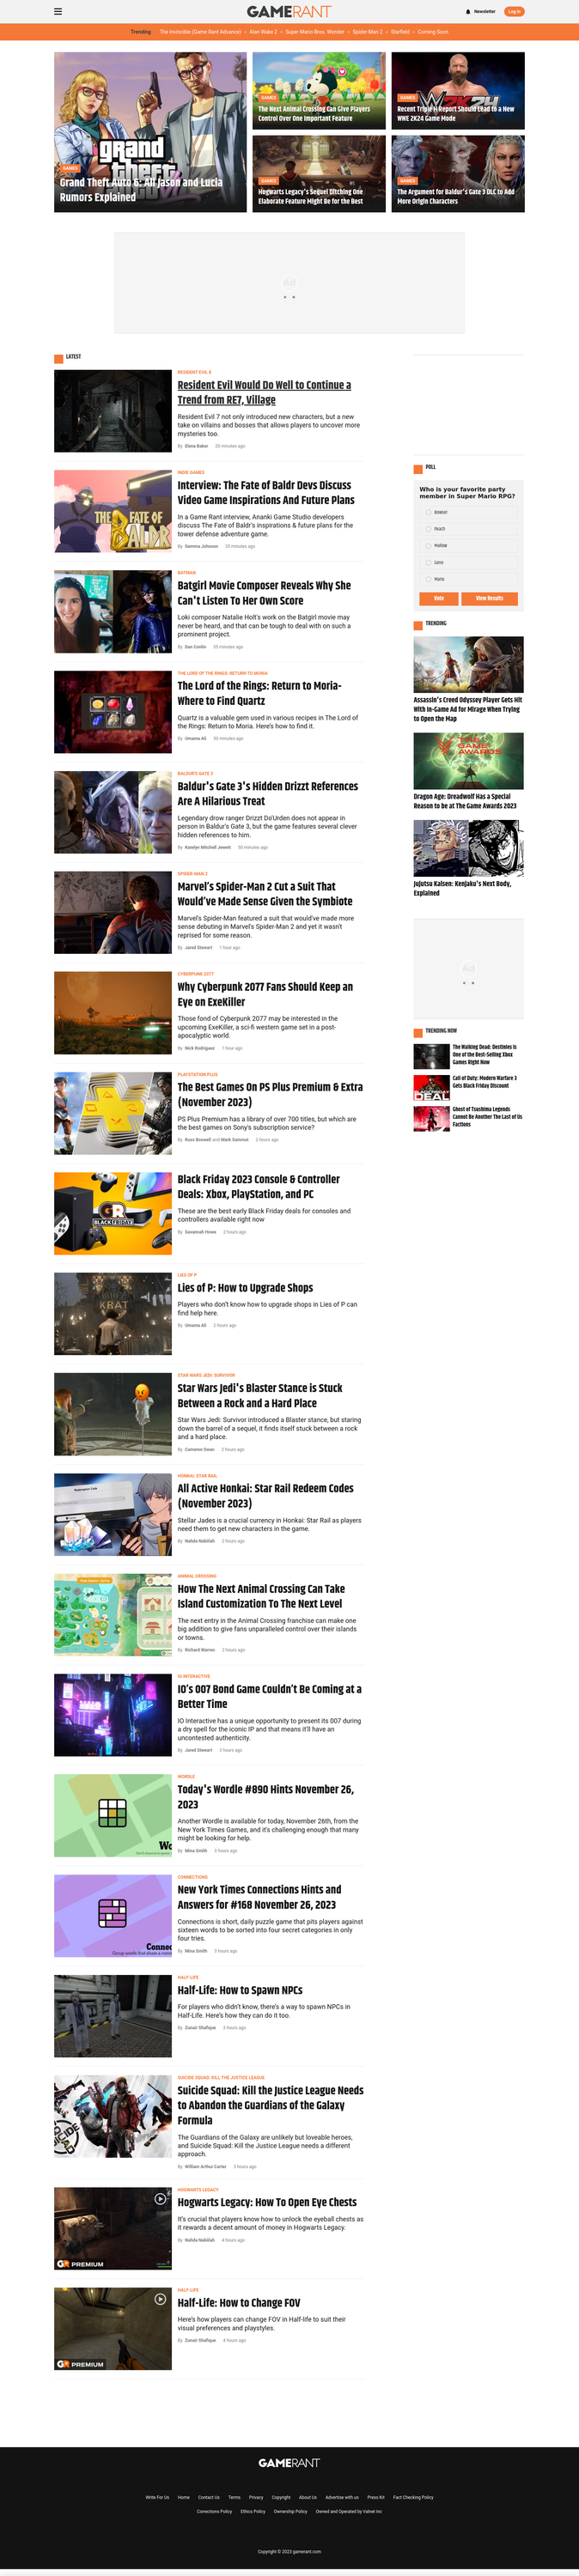 GAMERANT
Newsletter
Log in
Trending
The Invincible (Game Rant Advance)
Alan Wake 2
Super Mario Bros. Wonder
Spider-Man 2
Starfield
Coming Soon
GAMES
Grand Theft Auto 6: All Jason and Lucia
Rumors Explained
GAMES
The Next Animal Crossing Can Give Players
Control Over One Important Feature
GAMES
Recent Triple H Report Should Lead to a New
WWE 2K24 Game Mode
GAMES
Hogwarts Legacy's Sequel Ditching One
Elaborate Feature Might Be for the Best
GAMES
The Argument for Baldur's Gate 3 DLC to Add
More Origin Characters
Ad
LATEST
RESIDENT EVIL 8
Resident Evil Would Do Well to Continue a
Trend from RE7, Village
Resident Evil 7 not only introduced new characters, but a new
take on villains and bosses that allows players to uncover more
mysteries too.
By Elena Baker 20 minutes ago
THE FATE OF
BALDR
INDIE GAMES
Interview: The Fate of Baldr Devs Discuss
Video Game Inspirations And Future Plans
In a Game Rant interview, Ananki Game Studio developers
discuss The Fate of Baldr's inspirations & future plans for the
tower defense adventure game.
By Gemma Johnson 20 minutes ago
BATMAN
Batgirl Movie Composer Reveals Why She
Can't Listen To Her Own Score
Loki composer Natalie Holt's work on the Batgirl movie may
never be heard, and that can be tough to deal with on such a
prominent project.
By Dan Conlin 35 minutes ago
THE LORD OF THE RINGS: RETURN TO MORIA
The Lord of the Rings: Return to Moria-
Where to Find Quartz
Quartz is a valuable gem used in various recipes in The Lord of
the Rings: Return to Moria. Here's how to find it.
By Umama Ali 50 minutes ago
BALDUR'S GATE 3
Baldur's Gate 3's Hidden Drizzt References
Are A Hilarious Treat
Legendary drow ranger Drizzt Do'Urden does not appear in
person in Baldur's Gate 3, but the game features several clever
hidden references to him.
By Katelyn Mitchell Jewett 50 minutes ago
SPIDER-MAN 2
Marvel's Spider-Man 2 Cut a Suit That
Would've Made Sense Given the Symbiote
Marvel's Spider-Man featured a suit that would've made more
sense debuting in Marvel's Spider-Man 2 and yet it wasn't
reprised for some reason.
By Jared Stewart 1 hour ago
CYBERPUNK 2077
Why Cyberpunk 2077 Fans Should Keep an
Eye on ExeKiller
Those fond of Cyberpunk 2077 may be interested in the
upcoming ExeKiller, a sci-fi western game set in a post-
apocalyptic world.
By Nick Rodriguez 1 hour ago
PLAYSTATION PLUS
The Best Games On PS Plus Premium & Extra
(November 2023)
PS Plus Premium has a library of over 700 titles, but which are
the best games on Sony's subscription service?
By Ross Boswell and Mark Sammut 2 hours ago
GR
BLACK FRIDAY
Black Friday 2023 Console & Controller
Deals: Xbox, PlayStation, and PC
These are the best early Black Friday deals for consoles and
controllers available right now
By Savannah Howe 2 hours ago
KRAT
LIES OF P
Lies of P: How to Upgrade Shops
Players who don't know how to upgrade shops in Lies of P can
find help here.
By Umama Ali 2 hours ago
STAR WARS JEDI: SURVIVOR
Star Wars Jedi's Blaster Stance is Stuck
Between a Rock and a Hard Place
Star Wars Jedi: Survivor introduced a Blaster stance, but staring
down the barrel of a sequel, it finds itself stuck between a rock
and a hard place.
By Cameron Swan 2 hours ago
HONKAI: STAR RAIL
All Active Honkai: Star Rail Redeem Codes
(November 2023)
Stellar Jades is a crucial currency in Honkai: Star Rail as players
need them to get new characters in the game.
By Nahda Nabiilah 2 hours ago
ANIMAL CROSSING
How The Next Animal Crossing Can Take
Island Customization To The Next Level
The next entry in the Animal Crossing franchise can make one
big addition to give fans unparalleled control over their islands
or towns.
By Richard Warren 2 hours ago
IO INTERACTIVE
IO's 007 Bond Game Couldn't Be Coming at a
Better Time
IO Interactive has a unique opportunity to present its 007 during
a dry spell for the iconic IP and that means it'll have an
uncontested authenticity.
By Jared Stewart 3 hours ago
WORDLE
Today's Wordle #890 Hints November 26,
2023
Another Wordle is available for today, November 26th, from the
New York Times Games, and it's challenging enough that many
might be looking for help.
By Mina Smith 3 hours ago
Connec
CONNECTIONS
New York Times Connections Hints and
Answers for #168 November 26, 2023
Connections is short, daily puzzle game that pits players against
sixteen words to be sorted into four secret categories in only
four tries.
By Mina Smith 3 hours ago
HALF-LIFE
Half-Life: How to Spawn NPCs
For players who didn't know, there's a way to spawn NPCs in
Half-Life. Here's how they can do it too.
By Zunair Shafique 3 hours ago
SUICIDE SQUAD: KILL THE JUSTICE LEAGUE
Suicide Squad: Kill the Justice League Needs
to Abandon the Guardians of the Galaxy
Formula
The Guardians of the Galaxy are unlikely but loveable heroes,
and Suicide Squad: Kill the Justice League needs a different
approach.
By William Arthur Carter 3 hours ago
GR PREMIUM
HOGWARTS LEGACY
Hogwarts Legacy: How To Open Eye Chests
It's crucial that players know how to unlock the eyeball chests as
it rewards a decent amount of money in Hogwarts Legacy.
By Nahda Nabiilah 4 hours ago
GR PREMIUM
HALF-LIFE
Half-Life: How to Change FOV
Here's how players can change FOV in Half-life to suit their
visual preferences and playstyles.
By Zunair Shafique 4 hours ago
POLL
Who is your favorite party
member in Super Mario RPG?
Bowser
Peach
Mallow
Geno
Mario
Vote
View Results
TRENDING
Assassin's Creed Odyssey Player Gets Hit
With In-Game Ad for Mirage When Trying
to Open the Map
THE
GAME
AWARDS
Dragon Age: Dreadwolf Has a Special
Reason to be at The Game Awards 2023
Jujutsu Kaisen: Kenjaku's Next Body,
Explained
Ad
TRENDING NOW
The Walking Dead: Destinies is
One of the Best-Selling Xbox
Games Right Now
DEAL
Call of Duty: Modern Warfare 3
Gets Black Friday Discount
Ghost of Tsushima Legends
Cannot Be Another The Last of Us
Factions
GAMERANT
Write For Us
Home
Contact Us
Terms
Privacy
Copyright
About Us
Advertise with us
Press Kit
Fact Checking Policy
Corrections Policy
Ethics Policy
Ownership Policy
Owned and Operated by Valnet Inc
Copyright © 2023 gamerant.com